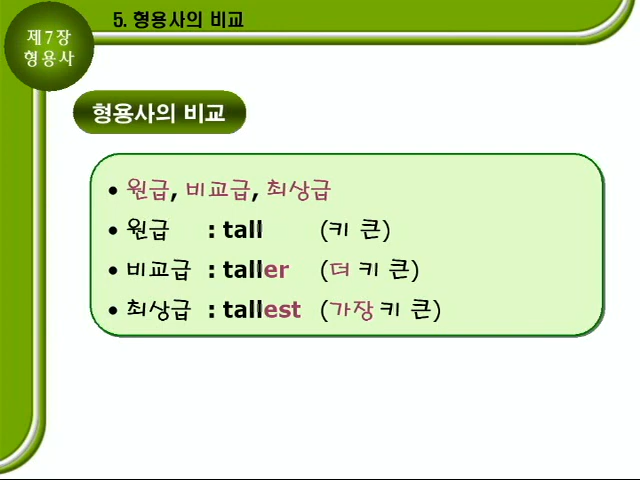 5. 형용사의 비교
제7장
형용사
형용사의 비교
• 원급, 비교급, 최상급
• 원급 : tall (키 큰)
• 비교급 : taller (더 키 큰)
• 최상급 : tallest (가장 키 큰)